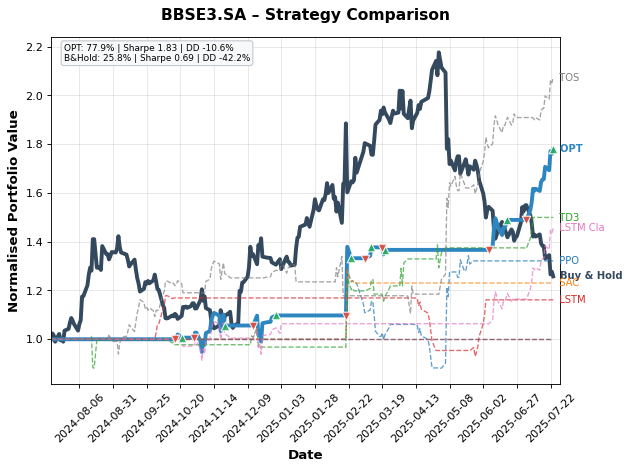 BBSE3.SA – Strategy Comparison
OPT: 77.9% | Sharpe 1.83 | DD -10.6%
B&Hold: 25.8% | Sharpe 0.69 | DD -42.2%
Normalised Portfolio Value
2.2
2.0
1.8
1.6
1.4
1.2
1.0
TOS
OPT
TD3
LSTM Cla
PPO
Buy & Hold
SAC
LSTM
2024-08-06
2024-08-31
2024-09-25
2024-10-20
2024-11-14
2024-12-09
2025-01-03
2025-01-28
2025-02-22
2025-03-19
2025-04-13
2025-05-08
2025-06-02
2025-06-27
2025-07-22
Date